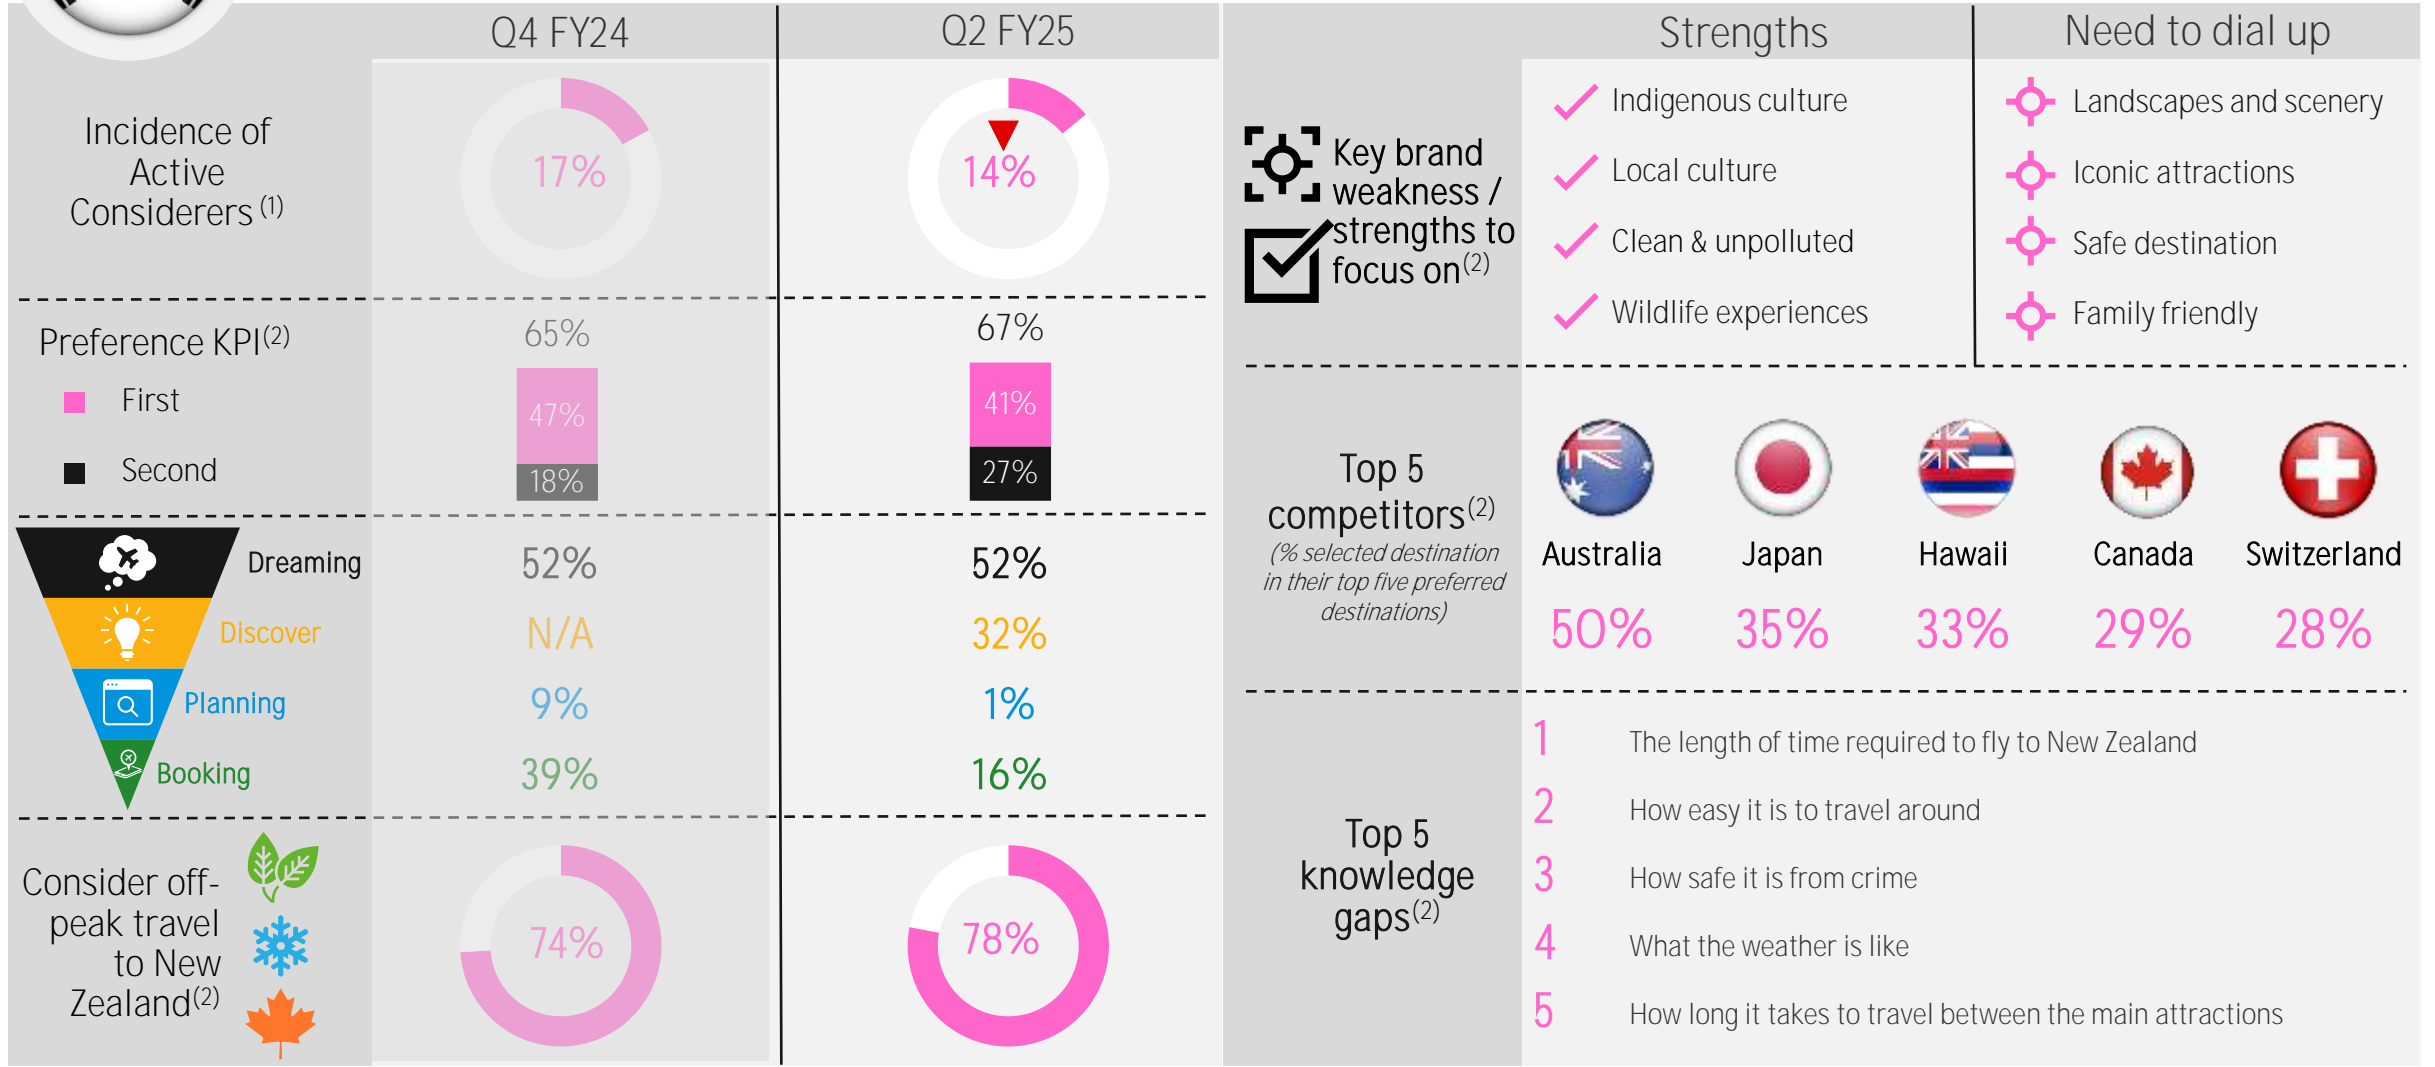 Q4 FY24
Q2 FY25
Incidence of
Active
Considerers (1)
17%
14%
Preference KPI(2)
First
Second
65%
47%
18%
67%
41%
27%
Dreaming
52%
52%
Discover
N/A
32%
Planning
9%
1%
Booking
39%
16%
Consider off-
peak travel
to New
Zealand(2)
74%
78%
Strengths
Need to dial up
Key brand
weakness /
strengths to
focus on(2)
Indigenous culture
Local culture
Clean & unpolluted
Wildlife experiences
Landscapes and scenery
Iconic attractions
Safe destination
Family friendly
Top 5
competitors(2)
(% selected destination
in their top five preferred
destinations)
Australia
Japan
Hawaii
Canada
Switzerland
50%
35%
33%
29%
28%
Top 5
knowledge
gaps(2)
1 The length of time required to fly to New Zealand
2 How easy it is to travel around
3 How safe it is from crime
4 What the weather is like
5 How long it takes to travel between the main attractions